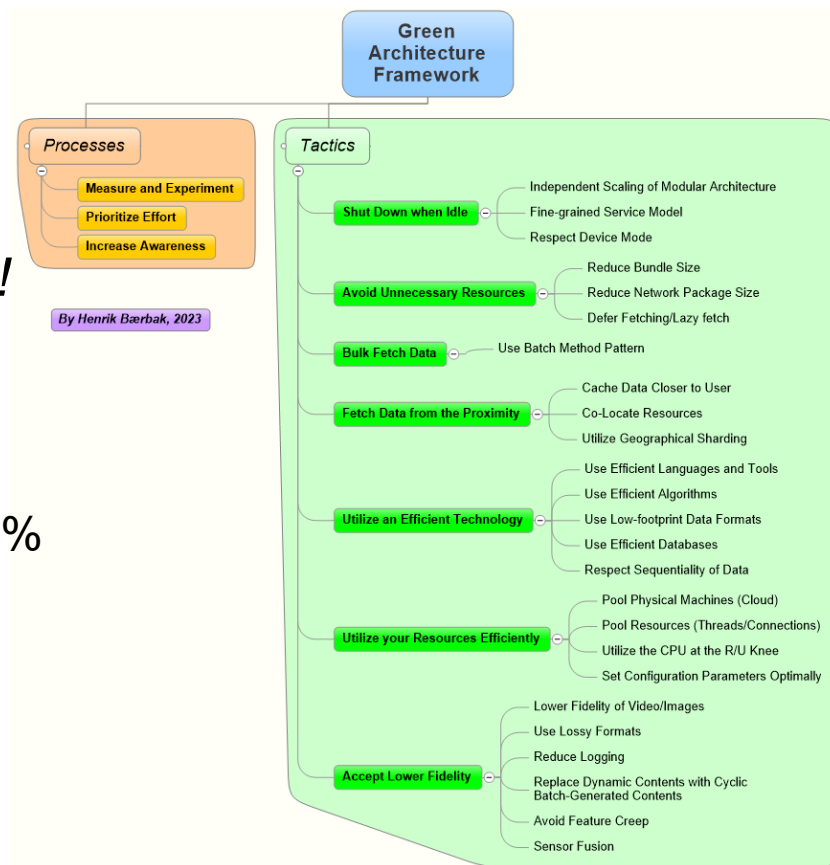 Green
Architecture
Framework
Processes
Measure and Experiment
Prioritize Effort
Increase Awareness
!
By Henrik Bærbak, 2023
%
Tactics
Shut Down when Idle
Independent Scaling of Modular Architecture
Fine-grained Service Model
Respect Device Mode
Avoid Unnecessary Resources
Reduce Bundle Size
Reduce Network Package Size
Defer Fetching/Lazy fetch
Bulk Fetch Data
Use Batch Method Pattern
Fetch Data from the Proximity
Cache Data Closer to User
Co-Locate Resources
Utilize Geographical Sharding
Utilize an Efficient Technology
Use Efficient Languages and Tools
Use Efficient Algorithms
Use Low-footprint Data Formats
Use Efficient Databases
Respect Sequentiality of Data
Utilize your Resources Efficiently
Pool Physical Machines (Cloud)
Pool Resources (Threads/Connections)
Utilize the CPU at the R/U Knee
Set Configuration Parameters Optimally
Accept Lower Fidelity
Lower Fidelity of Video/Images
Use Lossy Formats
Reduce Logging
Replace Dynamic Contents with Cyclic
Batch-Generated Contents
Avoid Feature Creep
Sensor Fusion